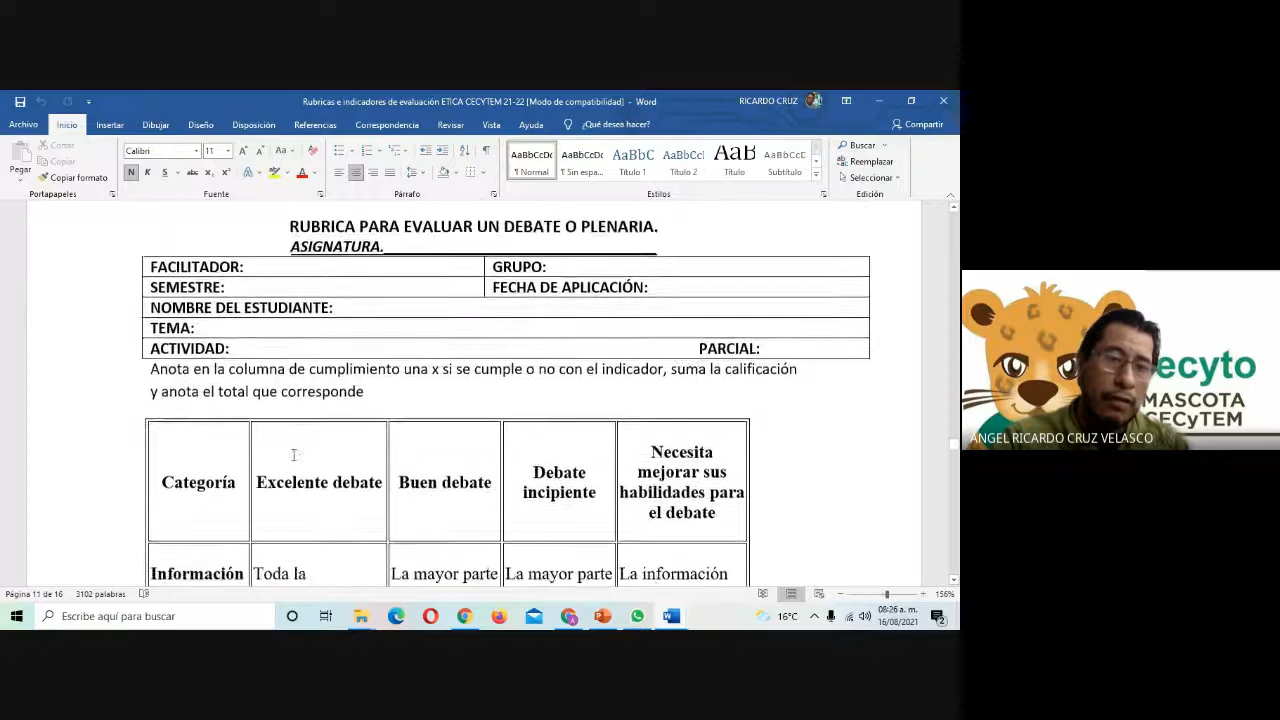 Rubricas e indicadores de evaluación ETICA CECYTEM 21-22 [Modo de compatibilidad] - Word
RICARDO CRUZ
Archivo Inicio Insertar Dibujar Diseño Disposición Referencias Correspondencia Revisar Vista Ayuda ¿Qué desea hacer? Compartir
Pegar
Cortar
Copiar
Copiar formato
Portapapeles
Calibri 11
Fuente
Párrafo
AaBbCcDc AaBbCcDc AaBbC AaBbCcI AaB AaBbCcD
¶ Normal ¶ Sin espa... Título 1 Título 2 Título Subtítulo
Estilos
Buscar
Reemplazar
Seleccionar
Edición
RUBRICA PARA EVALUAR UN DEBATE O PLENARIA.
ASIGNATURA.
FACILITADOR: GRUPO:
SEMESTRE: FECHA DE APLICACIÓN:
NOMBRE DEL ESTUDIANTE:
TEMA:
ACTIVIDAD: PARCIAL:
Anota en la columna de cumplimiento una x si se cumple o no con el indicador, suma la calificación
y anota el total que corresponde
Categoría
Excelente debate
Buen debate
Debate
incipiente
Necesita
mejorar sus
habilidades para
el debate
Información Toda la La mayor parte La mayor parte La información
Página 11 de 16 3102 palabras
156%
Escribe aquí para buscar
16°C
08:26 a. m.
16/08/2021
2
ecyto
MASCOTA
CECyTEM
ANGEL RICARDO CRUZ VELASCO